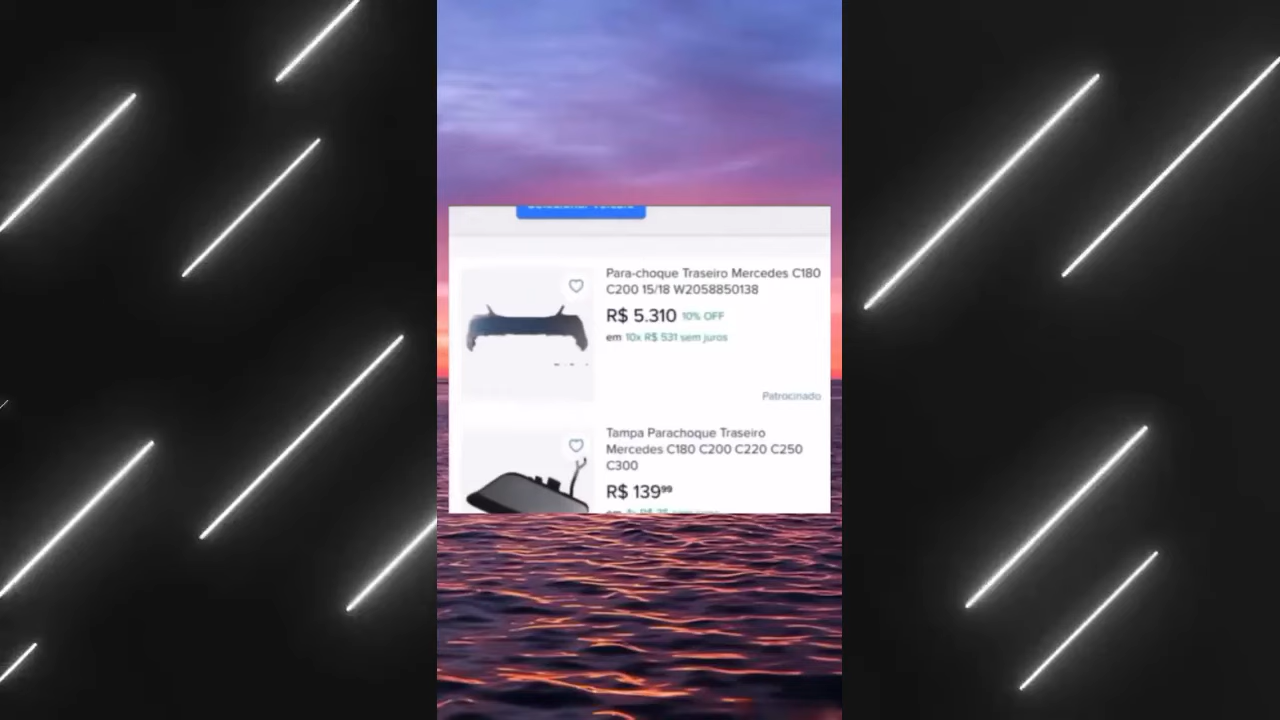 Para-choque Traseiro Mercedes C180
C200 15/18 W2058850138
R$ 5.310 10% OFF
em 10x R$ 531 sem juros
Patrocinado
Tampa Parachoque Traseiro
Mercedes C180 C200 C220 C250
C300
R$ 139⁹⁹